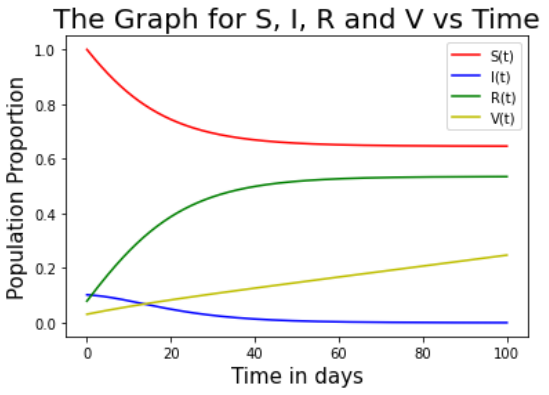 The Graph for S, I, R and V vs Time
S(t)
I(t)
R(t)
V(t)
Population Proportion
1.0
0.8
0.6
0.4
0.2
0.0
0 20 40 60 80 100
Time in days